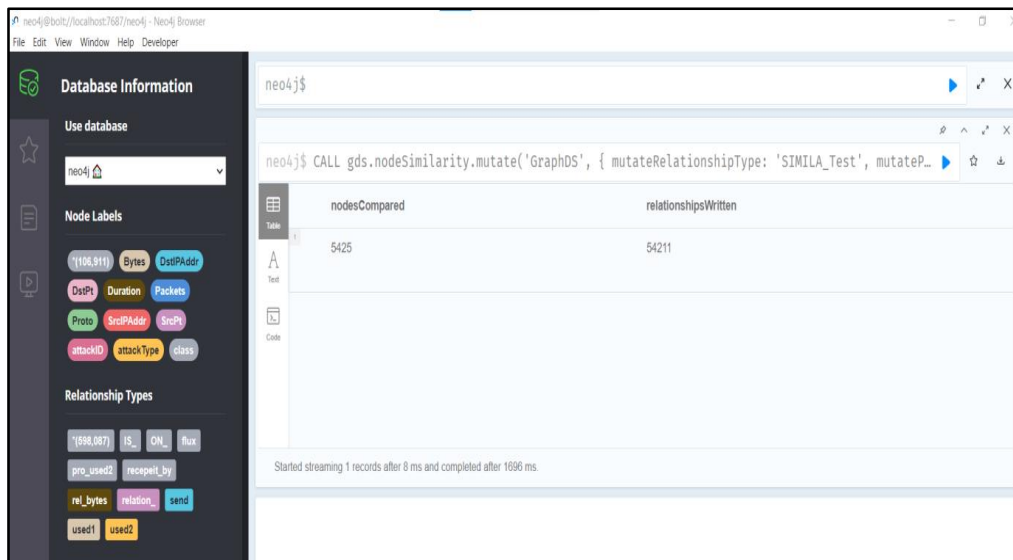 neo4j@bolt://localhost:7687/neo4j - Neo4j Browser
File Edit View Window Help Developer
Database Information
Use database
neo4j
Node Labels
*(106,911) Bytes DstIPAddr
DstPt Duration Packets
Proto SrcIPAddr SrcPt
attackID attackType class
Relationship Types
*(598,087) IS_ ON_ flux
pro_used2 recepeit_by
rel_bytes relation_ send
used1 used2
neo4j$
neo4j$ CALL gds.nodeSimilarity.mutate('GraphDS', { mutateRelationshipType: 'SIMILA_Test', mutateP…
Table
Text
Code
nodesCompared relationshipsWritten
1
5425 54211
Started streaming 1 records after 8 ms and completed after 1696 ms.